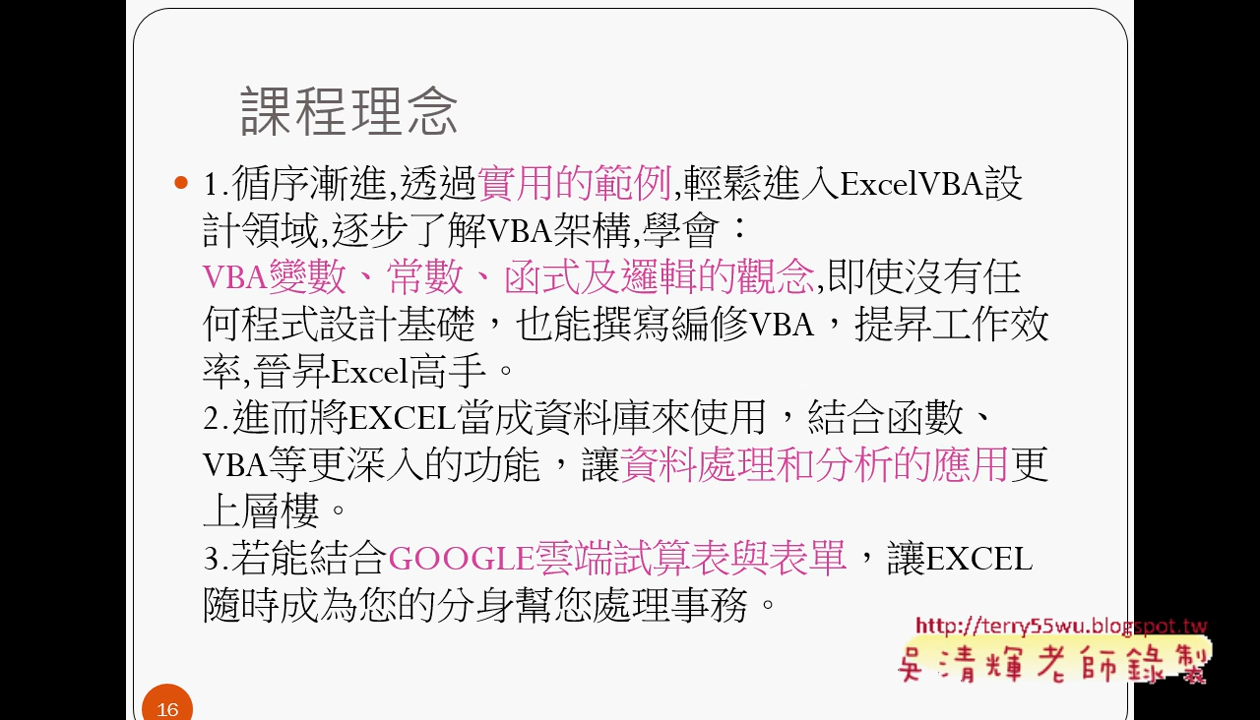 課程理念
1.循序漸進,透過實用的範例,輕鬆進入ExcelVBA設
計領域,逐步了解VBA架構,學會：
VBA變數、常數、函式及邏輯的觀念,即使沒有任
何程式設計基礎，也能撰寫編修VBA，提昇工作效
率,晉昇Excel高手。
2.進而將EXCEL當成資料庫來使用，結合函數、
VBA等更深入的功能，讓資料處理和分析的應用更
上層樓。
3.若能結合GOOGLE雲端試算表與表單，讓EXCEL
隨時成為您的分身幫您處理事務。
http://terry55wu.blogspot.tw
吳清輝老師錄製
16